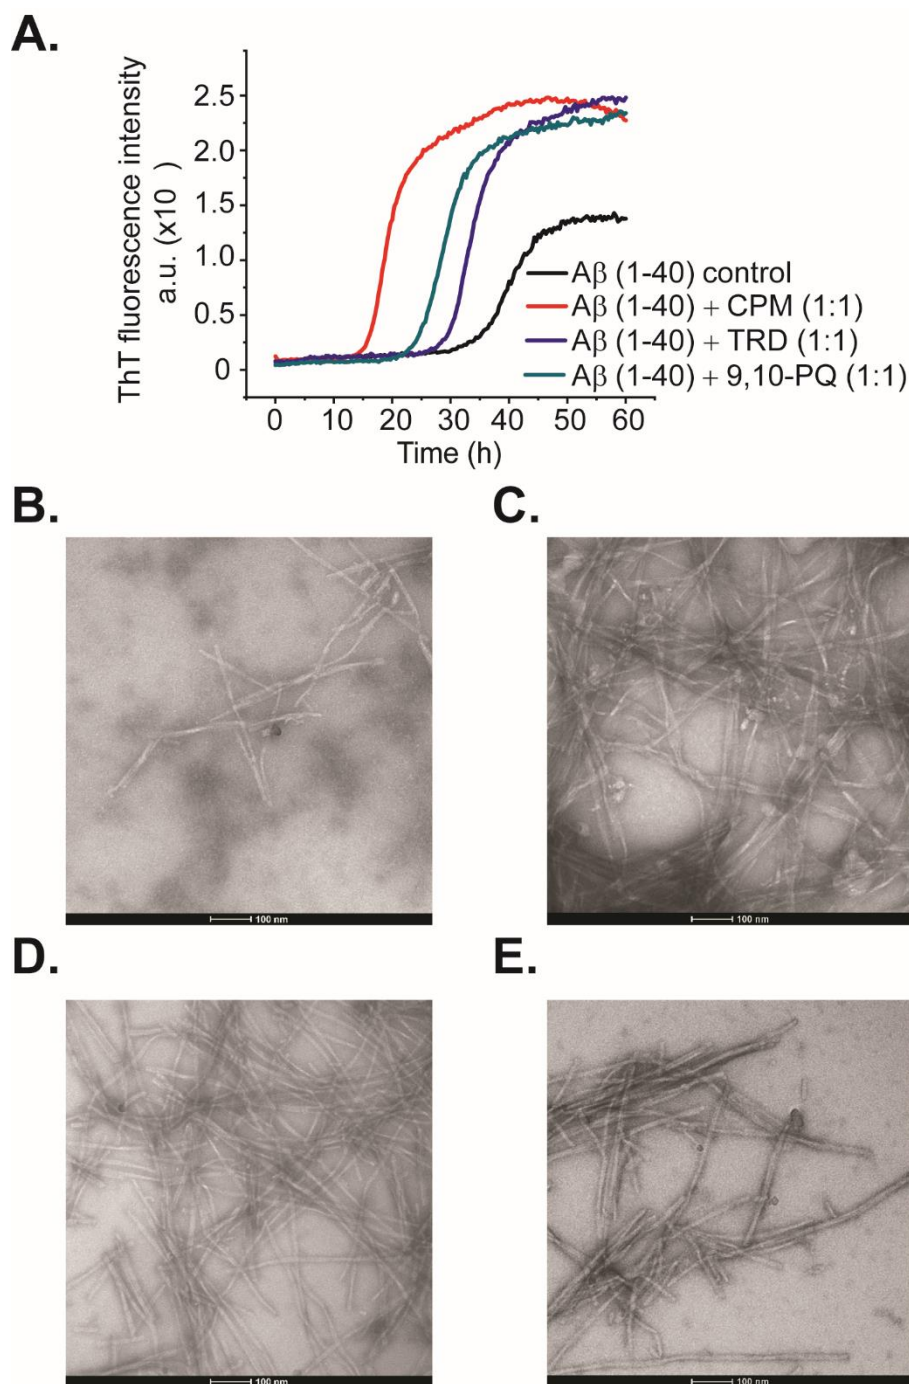 A.
ThT fluorescence intensity
a.u. (x10 )
2.5
2.0
1.5
1.0
0.5
0
0 10 20 30 40 50 60
Time (h)
Aβ (1-40) control
Aβ (1-40) + CPM (1:1)
Aβ (1-40) + TRD (1:1)
Aβ (1-40) + 9,10-PQ (1:1)
B.
C.
100 nm
100 nm
D.
E.
100 nm
100 nm